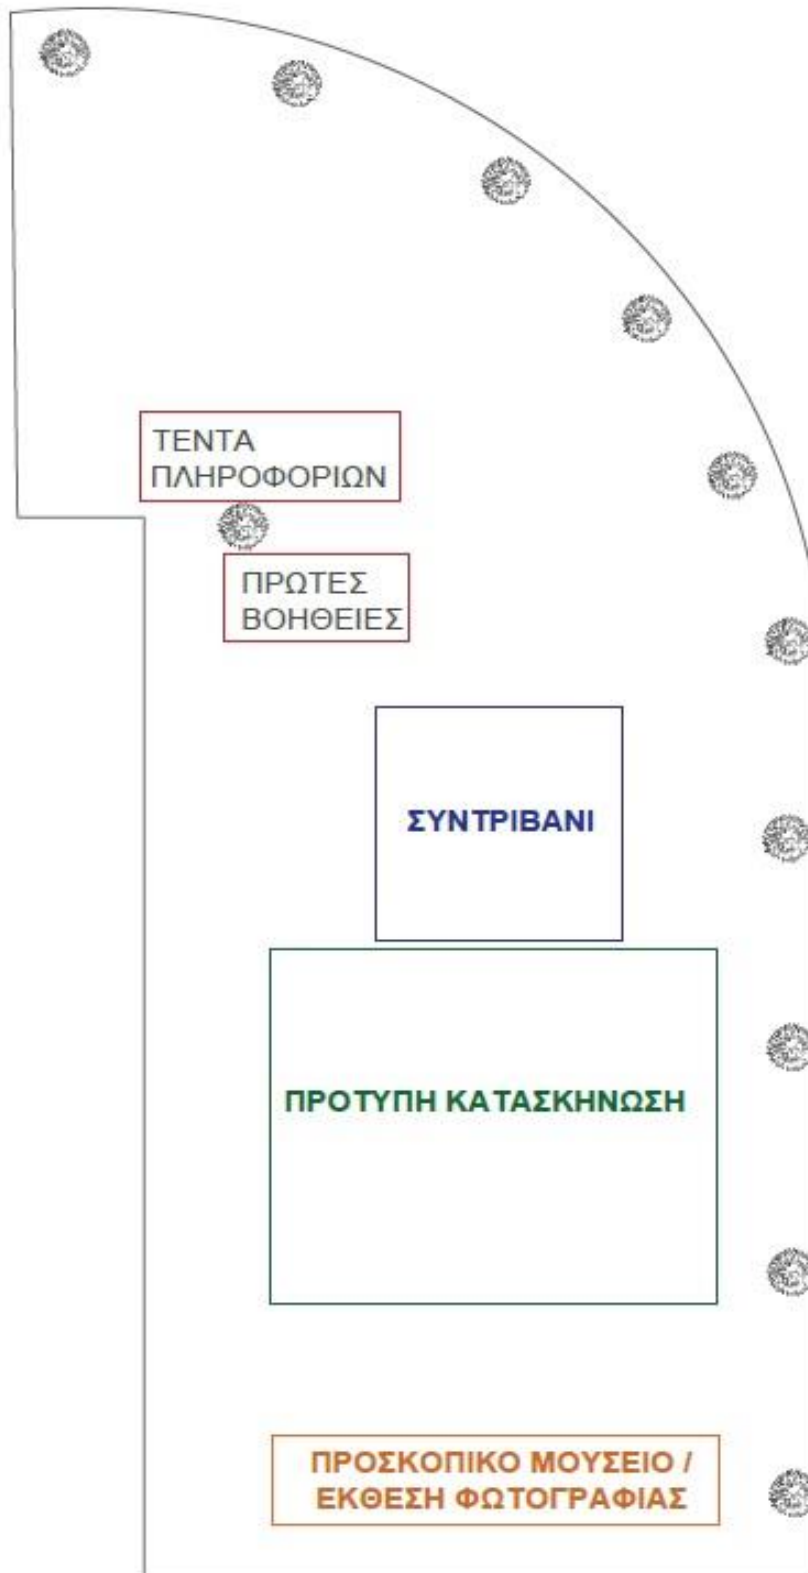 ΤΕΝΤΑ
ΠΛΗΡΟΦΟΡΙΩΝ
ΠΡΩΤΕΣ
ΒΟΗΘΕΙΕΣ
ΣΥΝΤΡΙΒΑΝΙ
ΠΡΟΤΥΠΗ ΚΑΤΑΣΚΗΝΩΣΗ
ΠΡΟΣΚΟΠΙΚΟ ΜΟΥΣΕΙΟ /
ΕΚΘΕΣΗ ΦΩΤΟΓΡΑΦΙΑΣ